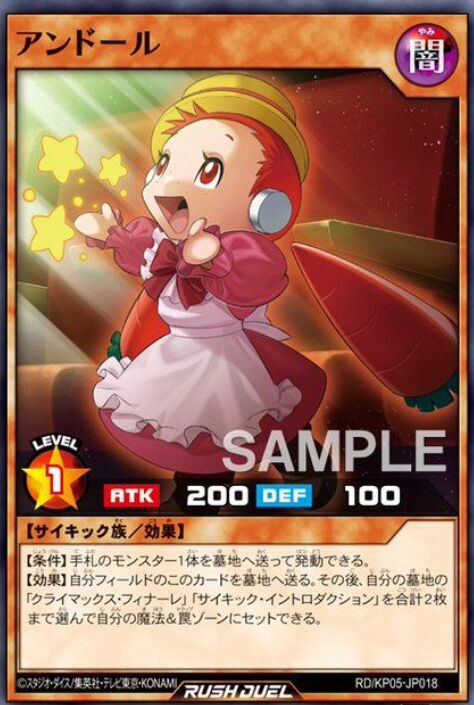 アンドール
やみ
闇
SAMPLE
LEVEL
1
ATK 200 DEF 100
【サイキック族／効果】
【条件】手札のモンスター1体を墓地へ送って発動できる。
【効果】自分フィールドのこのカードを墓地へ送る。その後、自分の墓地の
「クライマックス・フィナーレ」「サイキック・イントロダクション」を合計2枚
まで選んで自分の魔法&罠ゾーンにセットできる。
©スタジオ・ダイス/集英社・テレビ東京・KONAMI
RUSH DUEL
RD/KP05-JP018